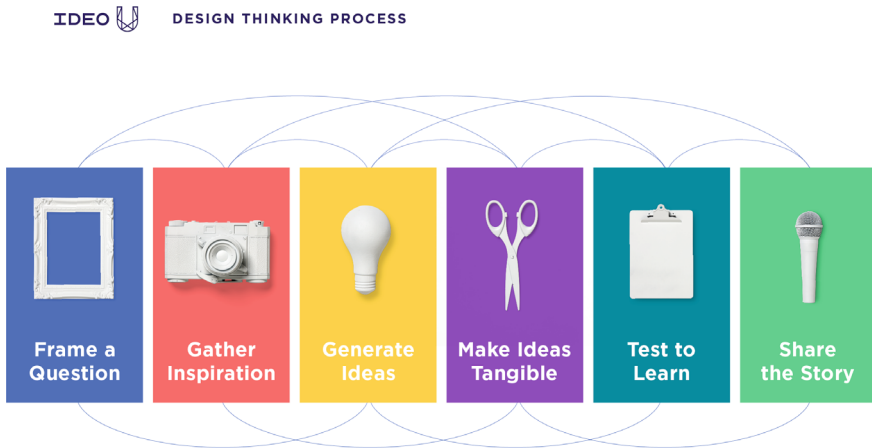 IDEO U DESIGN THINKING PROCESS
Frame a
Question
Gather
Inspiration
Generate
Ideas
Make Ideas
Tangible
Test to
Learn
Share
the Story